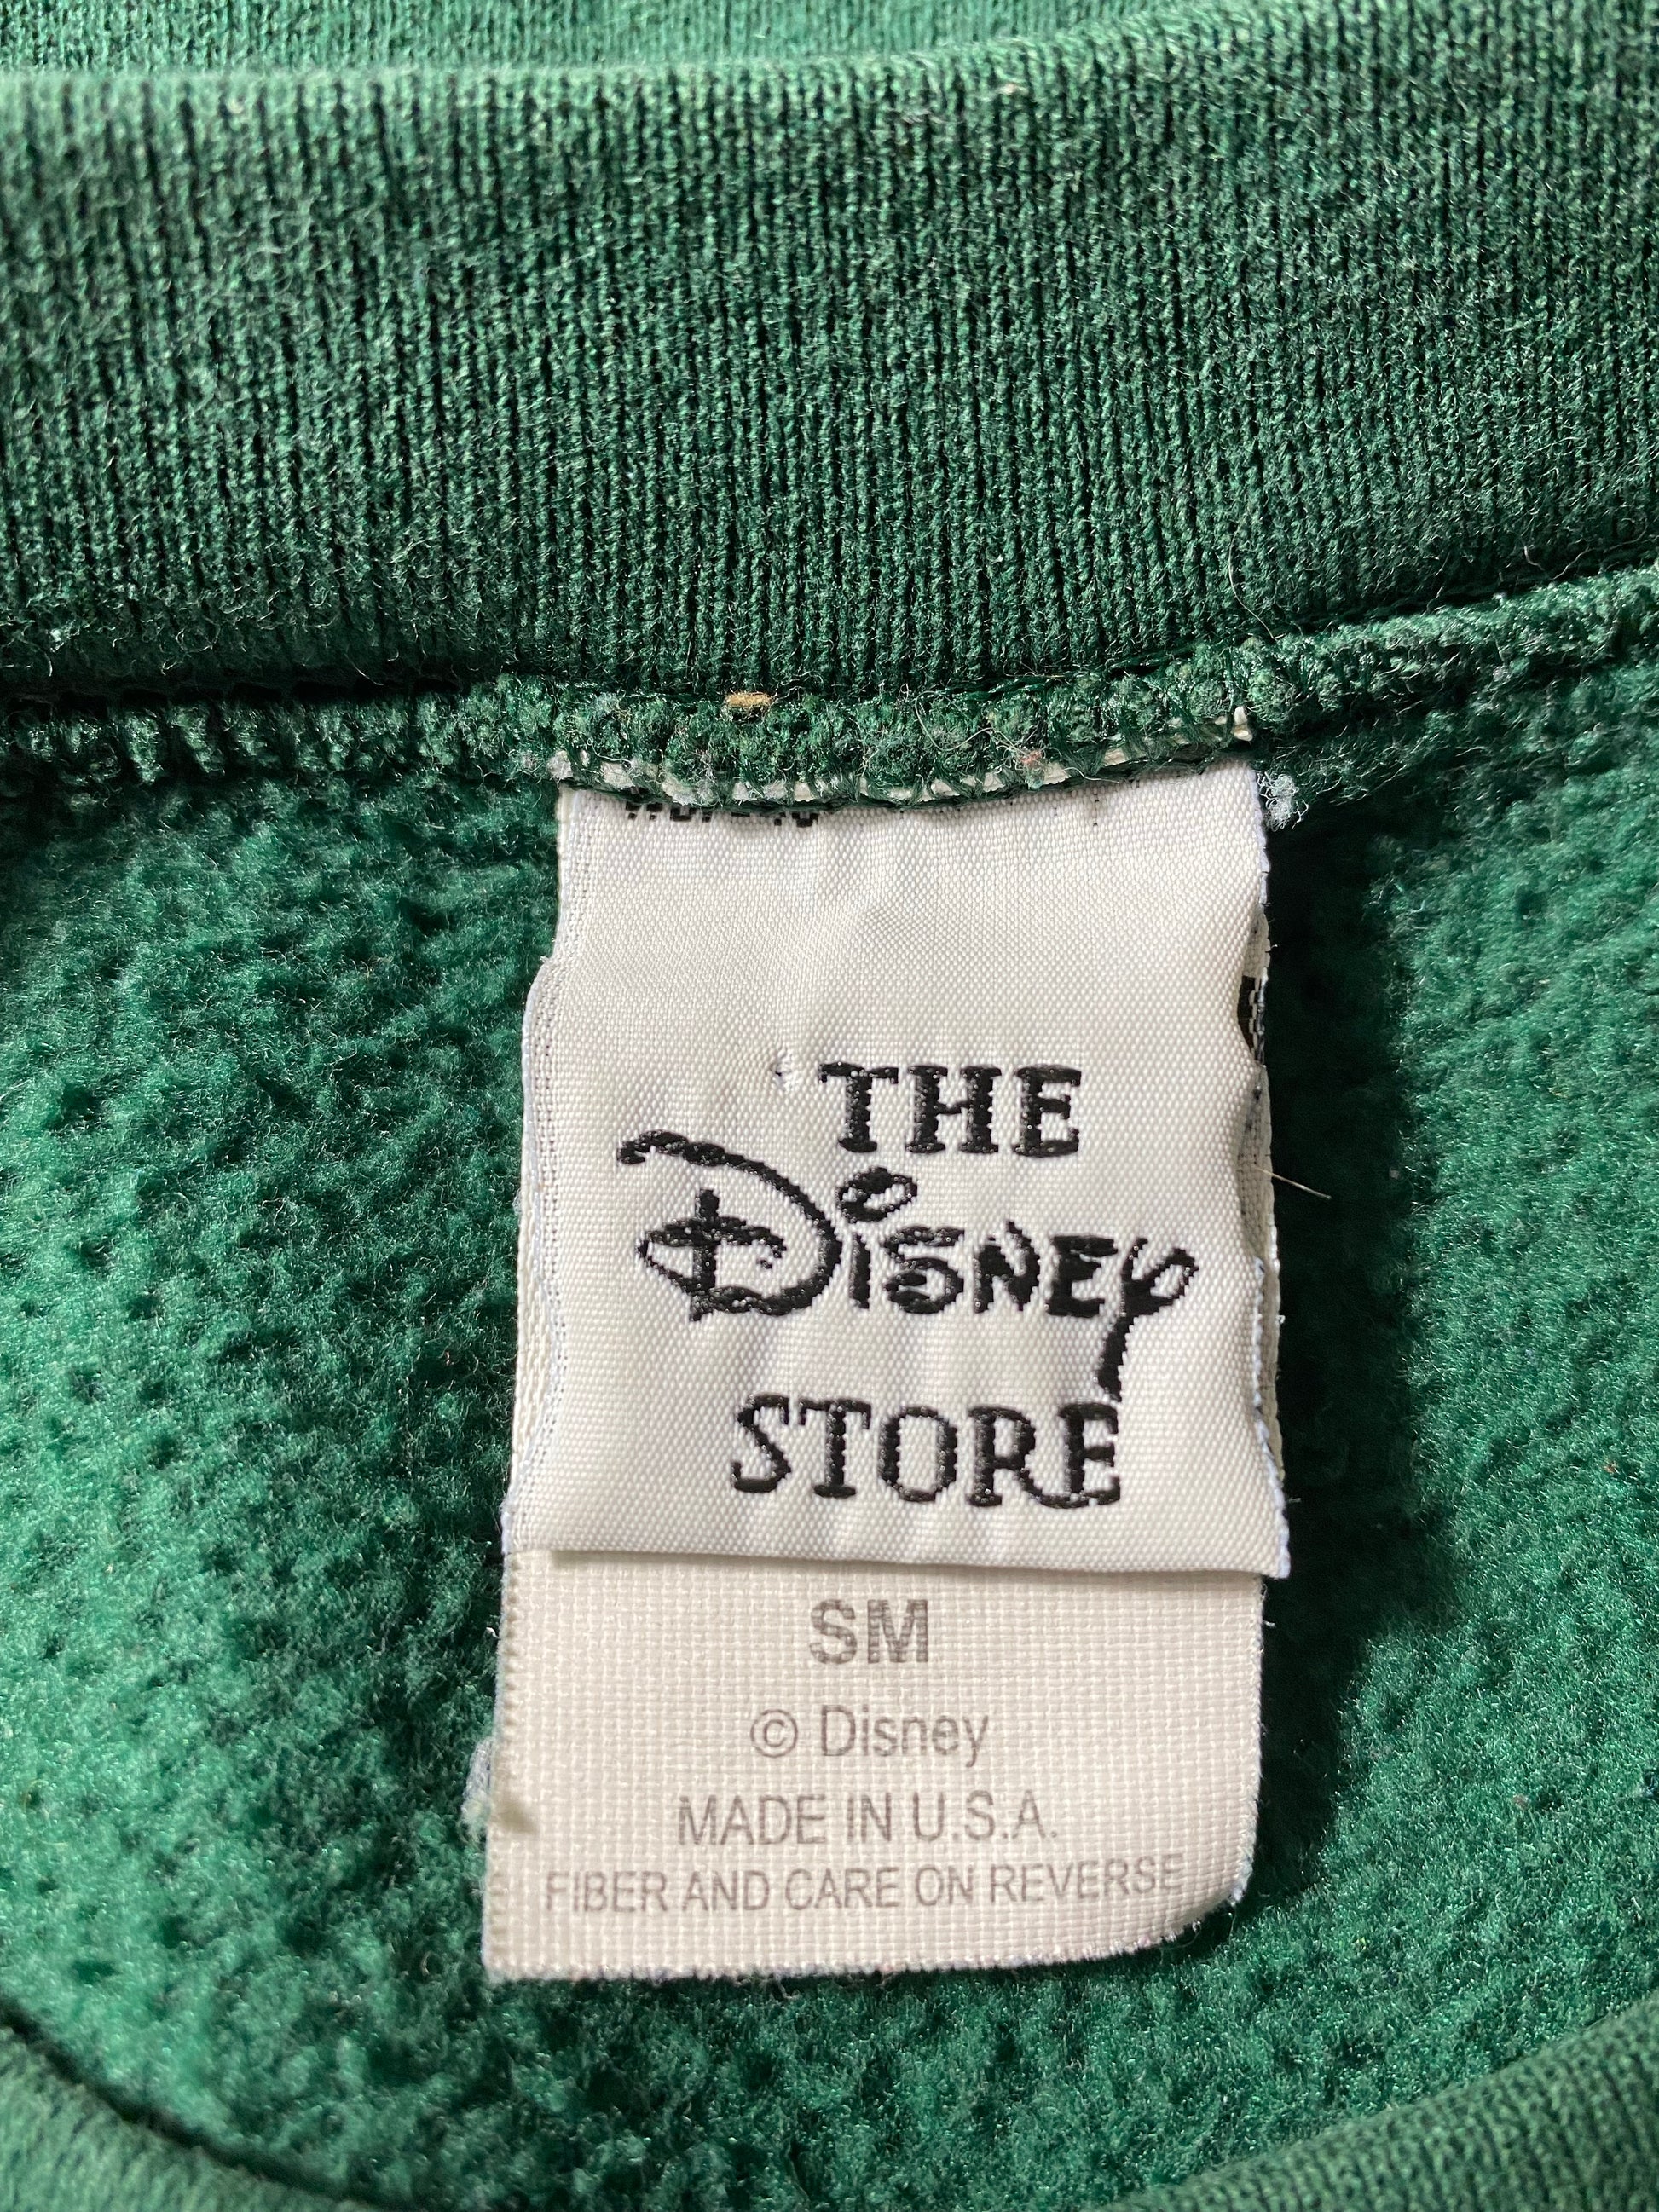 THE
Disney
STORE
SM
© Disney
MADE IN U.S.A.
FIBER AND CARE ON REVERSE